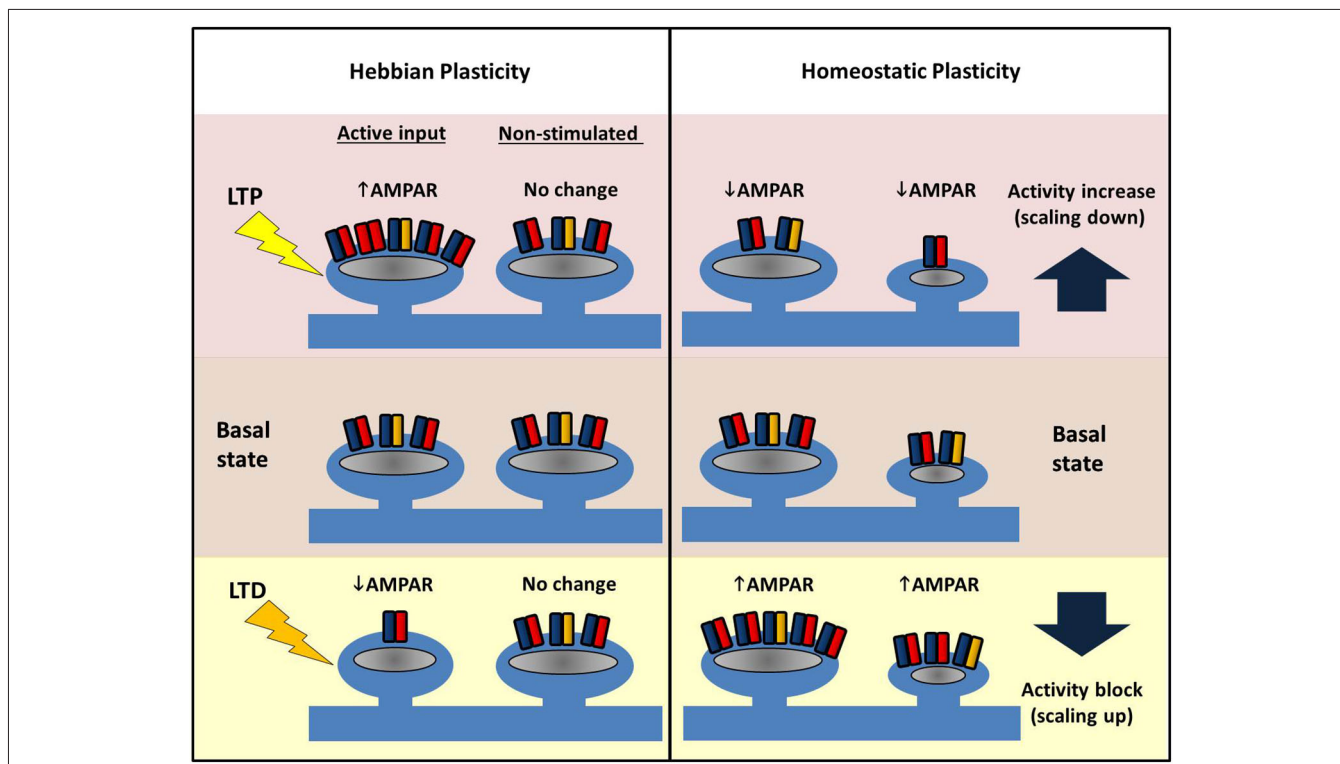 Hebbian Plasticity
Homeostatic Plasticity
Active input
Non-stimulated
LTP
↑AMPAR
No change
↓AMPAR
↓AMPAR
Activity increase
(scaling down)
Basal
state
Basal
state
LTD
↓AMPAR
No change
↑AMPAR
↑AMPAR
Activity block
(scaling up)